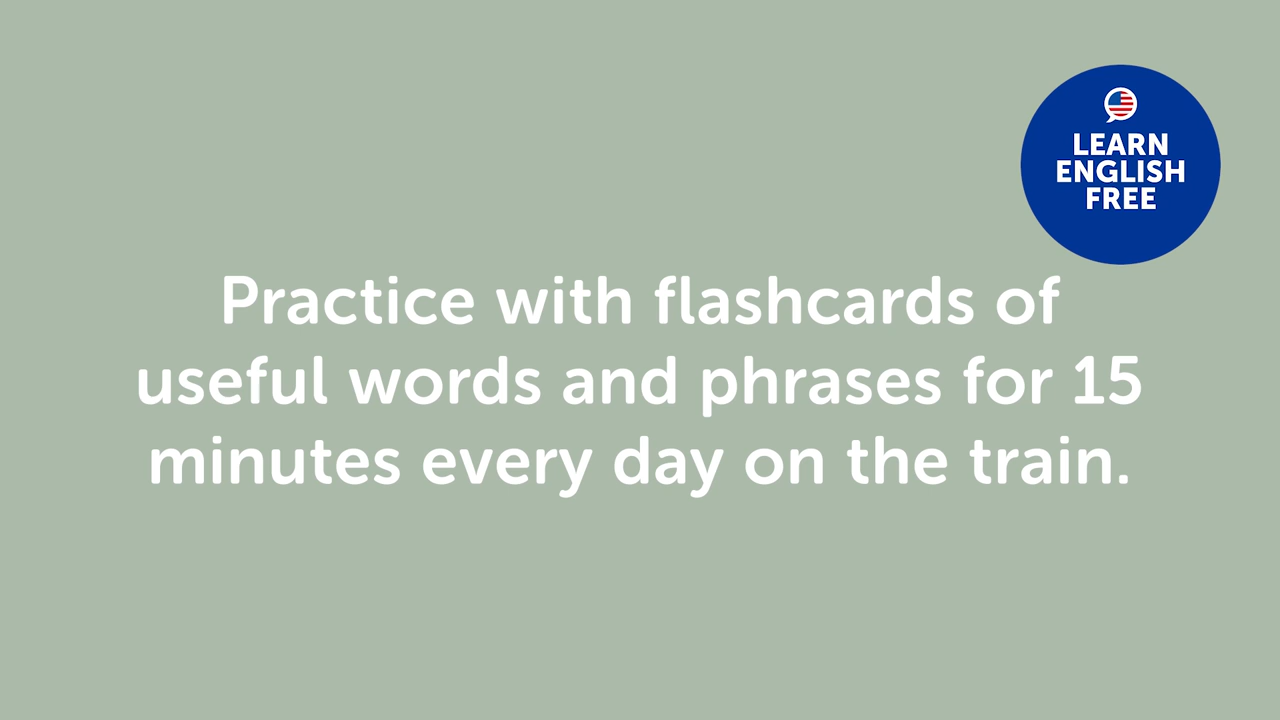 LEARN
ENGLISH
FREE
Practice with flashcards of
useful words and phrases for 15
minutes every day on the train.